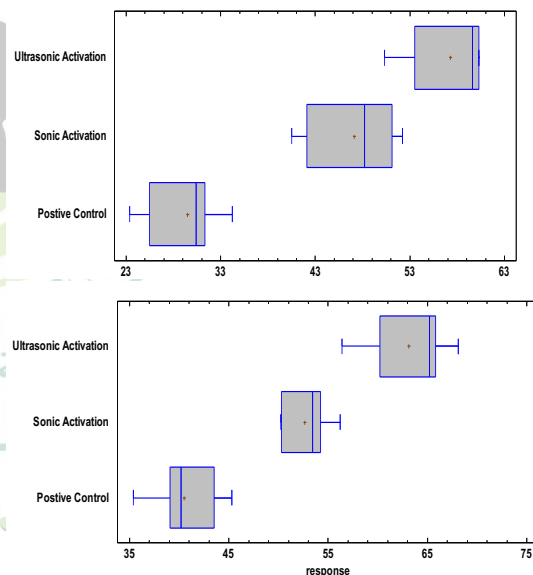 Ultrasonic Activation
Sonic Activation
Postive Control
23 33 43 53 63
Ultrasonic Activation
Sonic Activation
Postive Control
35 45 55 65 75
response